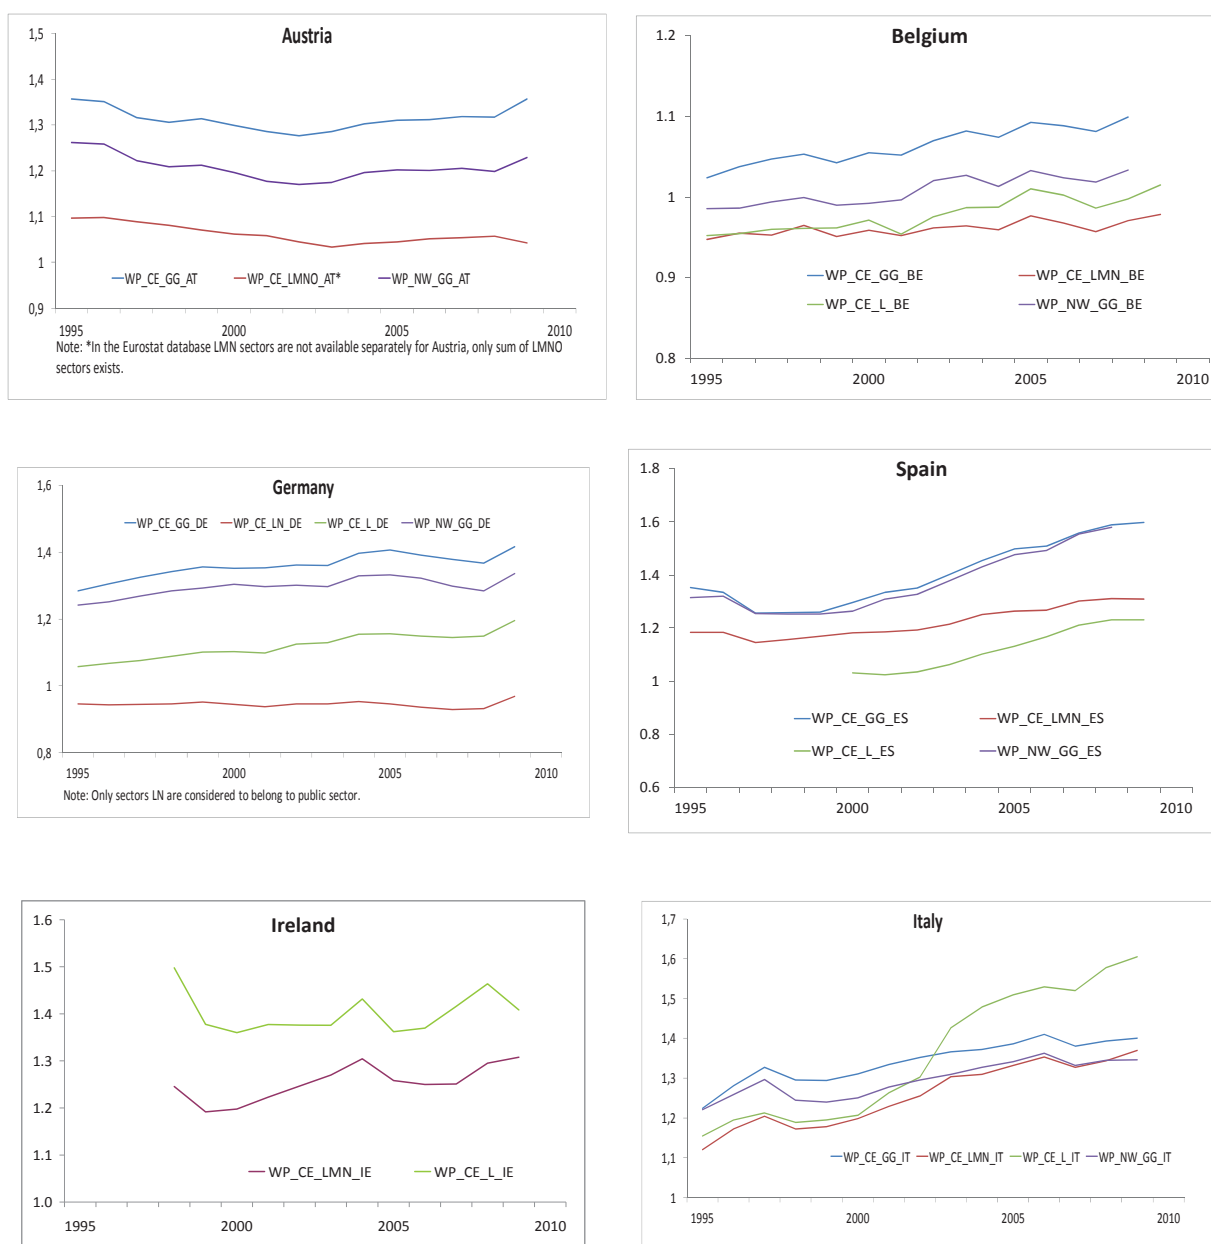 Austria
1,5
1,4
1,3
1,2
1,1
1
0,9
WP_CE_GG_AT WP_CE_LMNO_AT* WP_NW_GG_AT
1995 2000 2005 2010
Note: *In the Eurostat database LMN sectors are not available separately for Austria, only sum of LMNO
sectors exists.
Belgium
1.2
1.1
1
0.9
0.8
WP_CE_GG_BE WP_CE_LMN_BE
WP_CE_L_BE WP_NW_GG_BE
1995 2000 2005 2010
Germany
1,6
1,4
1,2
1
0,8
WP_CE_GG_DE WP_CE_LN_DE WP_CE_L_DE WP_NW_GG_DE
1995 2000 2005 2010
Note: Only sectors LN are considered to belong to public sector.
Spain
1.8
1.6
1.4
1.2
1
0.8
0.6
WP_CE_GG_ES WP_CE_LMN_ES
WP_CE_L_ES WP_NW_GG_ES
1995 2000 2005 2010
Ireland
1.6
1.5
1.4
1.3
1.2
1.1
1.0
WP_CE_LMN_IE WP_CE_L_IE
1995 2000 2005 2010
Italy
1,7
1,6
1,5
1,4
1,3
1,2
1,1
1
WP_CE_GG_IT WP_CE_LMN_IT WP_CE_L_IT WP_NW_GG_IT
1995 2000 2005 2010